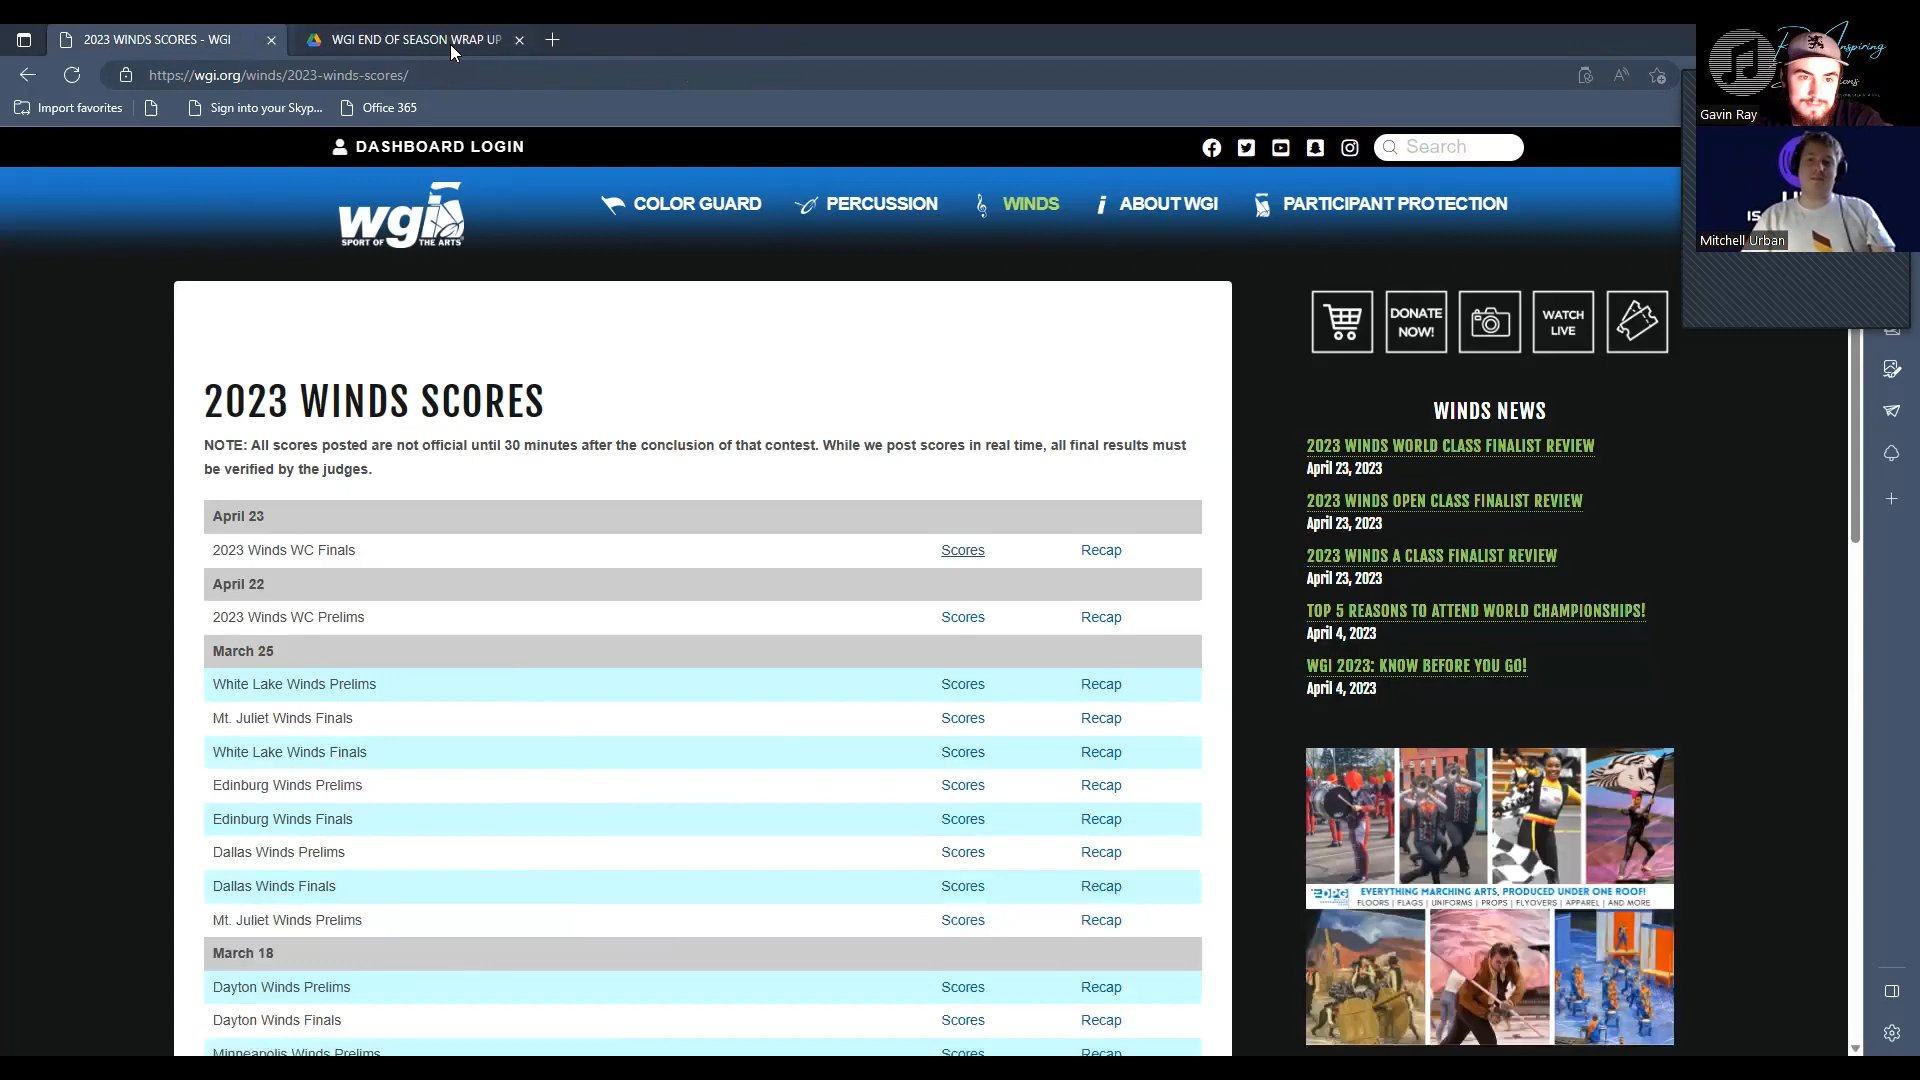 2023 WINDS SCORES - WGI
WGI END OF SEASON WRAP UP
https://wgi.org/winds/2023-winds-scores/
Import favorites
Sign into your Skyp...
Office 365
DASHBOARD LOGIN
Search
wgi
SPORT OF THE ARTS
COLOR GUARD
PERCUSSION
WINDS
ABOUT WGI
PARTICIPANT PROTECTION
Gavin Ray
Mitchell Urban
2023 WINDS SCORES
NOTE: All scores posted are not official until 30 minutes after the conclusion of that contest. While we post scores in real time, all final results must
be verified by the judges.
April 23
2023 Winds WC Finals Scores Recap
April 22
2023 Winds WC Prelims Scores Recap
March 25
White Lake Winds Prelims Scores Recap
Mt. Juliet Winds Finals Scores Recap
White Lake Winds Finals Scores Recap
Edinburg Winds Prelims Scores Recap
Edinburg Winds Finals Scores Recap
Dallas Winds Prelims Scores Recap
Dallas Winds Finals Scores Recap
Mt. Juliet Winds Prelims Scores Recap
March 18
Dayton Winds Prelims Scores Recap
Dayton Winds Finals Scores Recap
Minneapolis Winds Prelims Scores Recap
DONATE
NOW!
WATCH
LIVE
WINDS NEWS
2023 WINDS WORLD CLASS FINALIST REVIEW
April 23, 2023
2023 WINDS OPEN CLASS FINALIST REVIEW
April 23, 2023
2023 WINDS A CLASS FINALIST REVIEW
April 23, 2023
TOP 5 REASONS TO ATTEND WORLD CHAMPIONSHIPS!
April 4, 2023
WGI 2023: KNOW BEFORE YOU GO!
April 4, 2023
EDPG
EVERYTHING MARCHING ARTS, PRODUCED UNDER ONE ROOF!
FLOORS | FLAGS | UNIFORMS | PROPS | FLYOVERS | APPAREL | AND MORE